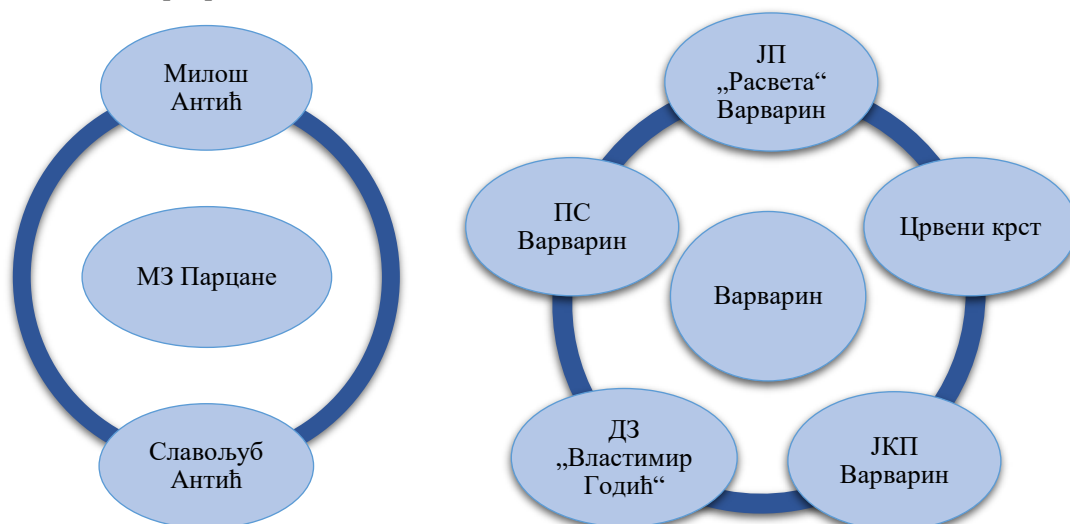 Милош
Антић
МЗ Парцане
Славољуб
Антић
ЈП
„Расвета“
Варварин
ПС
Варварин
Црвени крст
Варварин
ДЗ
„Властимир
Годић“
ЈКП
Варварин